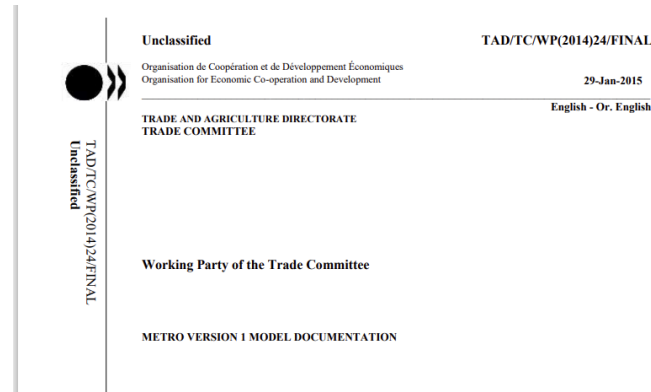 Unclassified
TAD/TC/WP(2014)24/FINAL
Organisation de Coopération et de Développement Économiques
Organisation for Economic Co-operation and Development
29-Jan-2015
English - Or. English
TRADE AND AGRICULTURE DIRECTORATE
TRADE COMMITTEE
TAD/TC/WP(2014)24/FINAL
Unclassified
Working Party of the Trade Committee
METRO VERSION 1 MODEL DOCUMENTATION